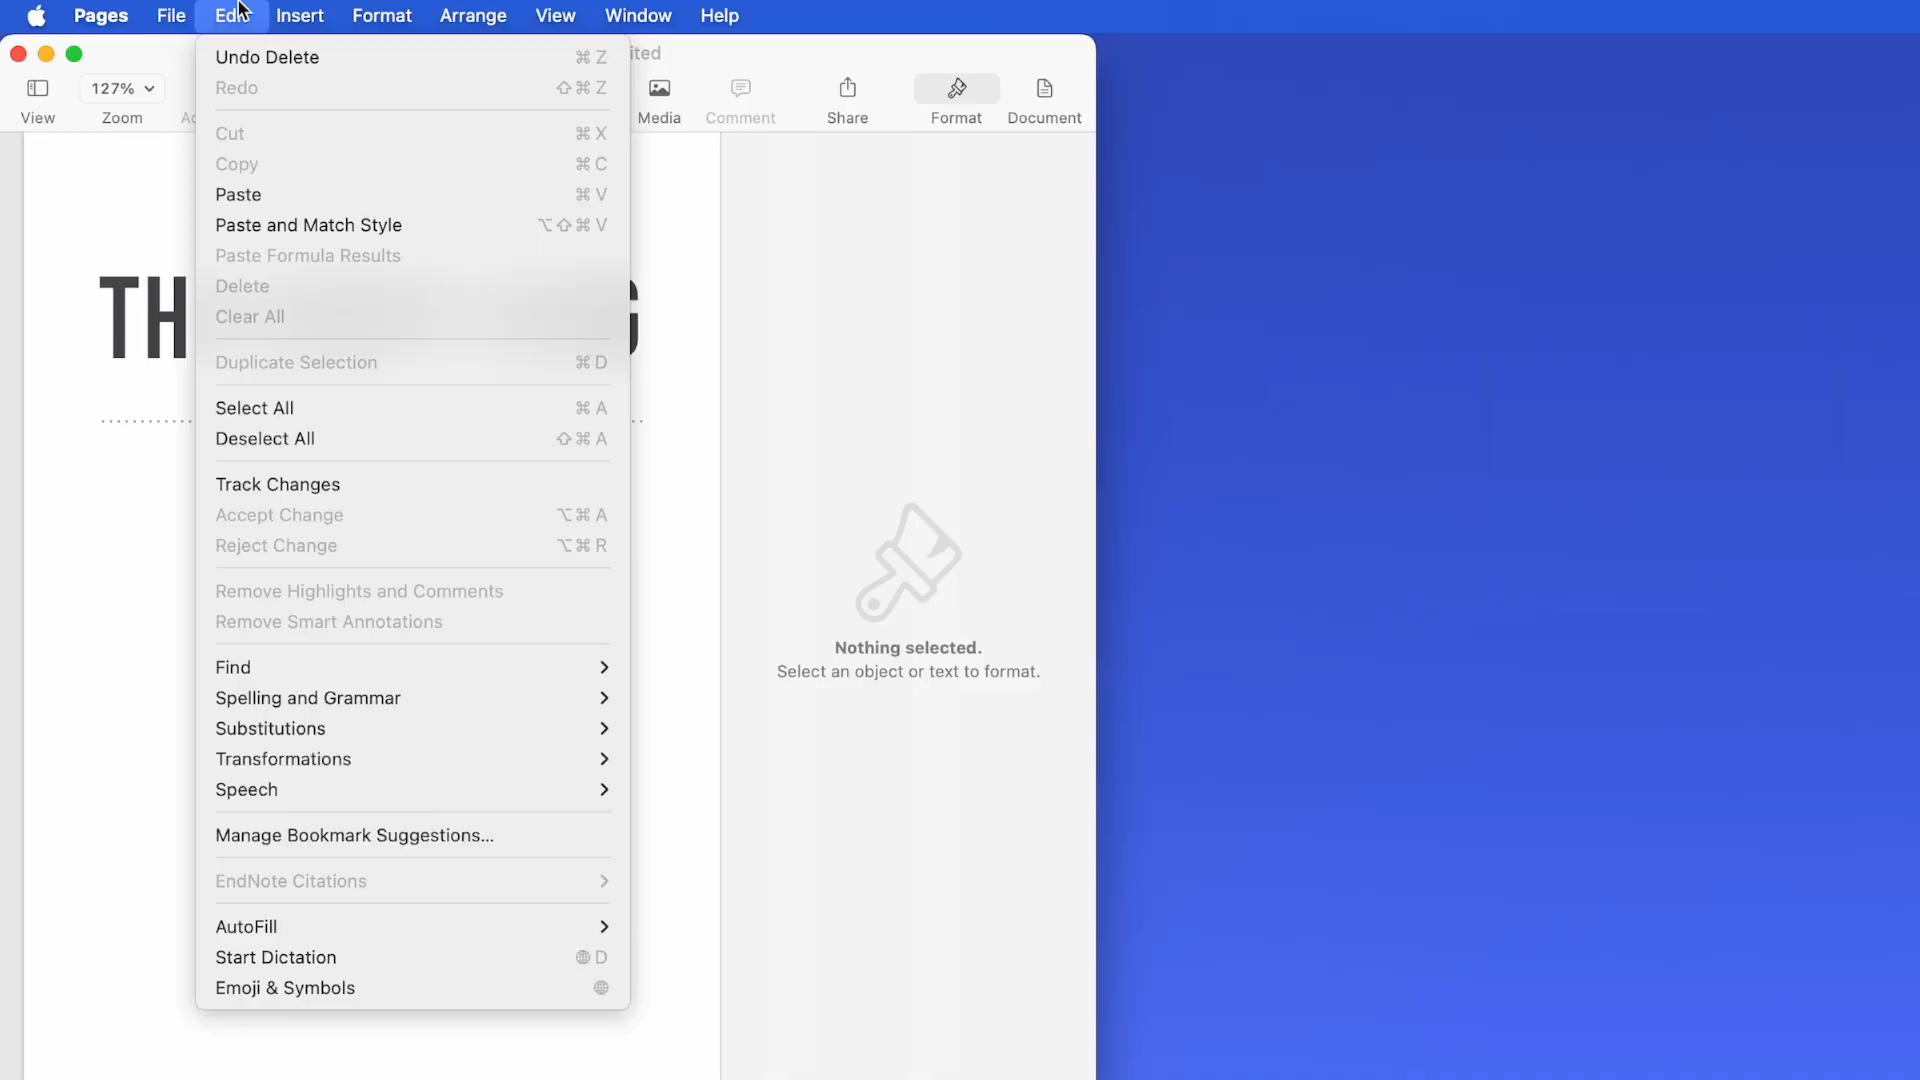 Pages File Edit Insert Format Arrange View Window Help
127%
View Zoom Media Comment Share Format Document
Undo Delete ⌘ Z
Redo ⇧ ⌘ Z
Cut ⌘ X
Copy ⌘ C
Paste ⌘ V
Paste and Match Style ⌥ ⇧ ⌘ V
Paste Formula Results
Delete
Clear All
Duplicate Selection ⌘ D
Select All ⌘ A
Deselect All ⇧ ⌘ A
Track Changes
Accept Change ⌥ ⌘ A
Reject Change ⌥ ⌘ R
Remove Highlights and Comments
Remove Smart Annotations
Find
Spelling and Grammar
Substitutions
Transformations
Speech
Manage Bookmark Suggestions...
EndNote Citations
AutoFill
Start Dictation D
Emoji & Symbols
TH
Nothing selected.
Select an object or text to format.